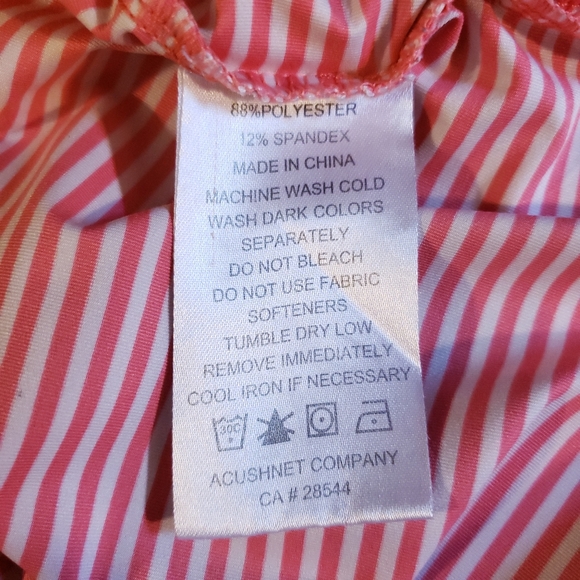 88%POLYESTER
12% SPANDEX
MADE IN CHINA
MACHINE WASH COLD
WASH DARK COLORS
SEPARATELY
DO NOT BLEACH
DO NOT USE FABRIC
SOFTENERS
TUMBLE DRY LOW
REMOVE IMMEDIATELY
COOL IRON IF NECESSARY
30C
ACUSHNET COMPANY
CA # 28544